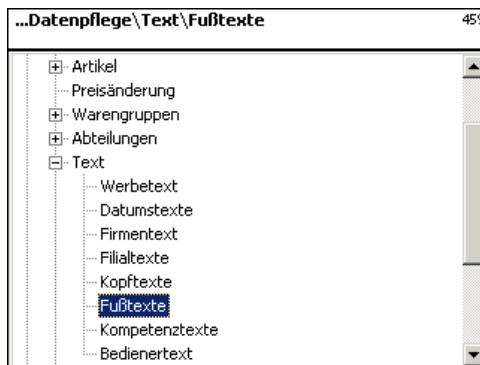 ...Datenpflege\Text\Fußtexte
Artikel
Preisänderung
Warengruppen
Abteilungen
Text
Werbetext
Datumstexte
Firmentext
Filialtexte
Kopftexte
Fußtexte
Kompetenztexte
Bedienertext